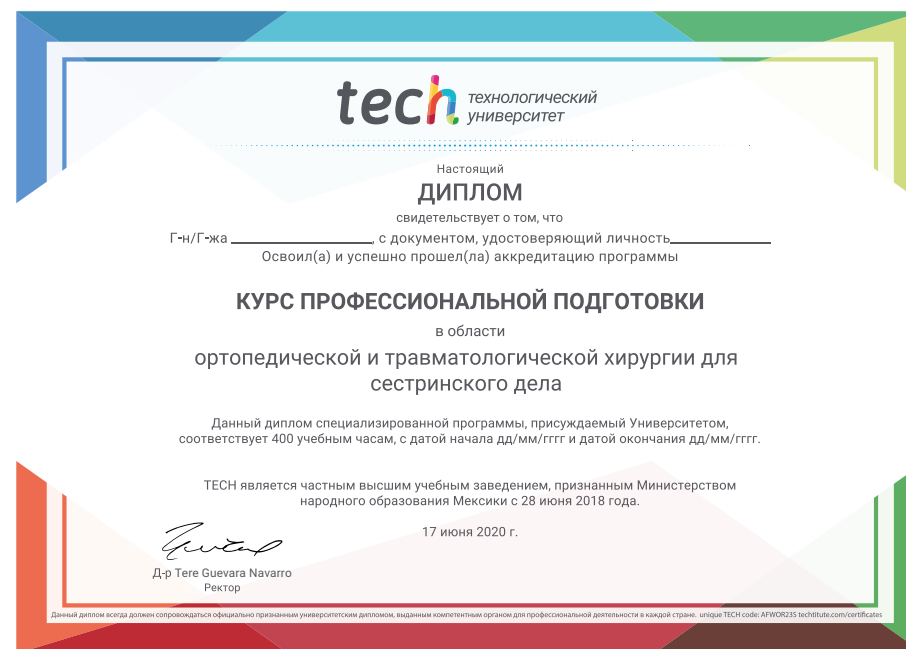 tech технологический
университет
Настоящий
ДИПЛОМ
свидетельствует о том, что
Г-н/Г-жа , с документом, удостоверяющий личность
Освоил(а) и успешно прошел(ла) аккредитацию программы
КУРС ПРОФЕССИОНАЛЬНОЙ ПОДГОТОВКИ
в области
ортопедической и травматологической хирургии для
сестринского дела
Данный диплом специализированной программы, присуждаемый Университетом,
соответствует 400 учебным часам, с датой начала дд/мм/гггг и датой окончания дд/мм/гггг.
TECH является частным высшим учебным заведением, признанным Министерством
народного образования Мексики с 28 июня 2018 года.
17 июня 2020 г.
Д-р Tere Guevara Navarro
Ректор
Данный диплом всегда должен сопровождаться официально признанным университетским дипломом, выданным компетентным органом для профессиональной деятельности в каждой стране. unique TECH code: AFWOR23S techtitute.com/certificates